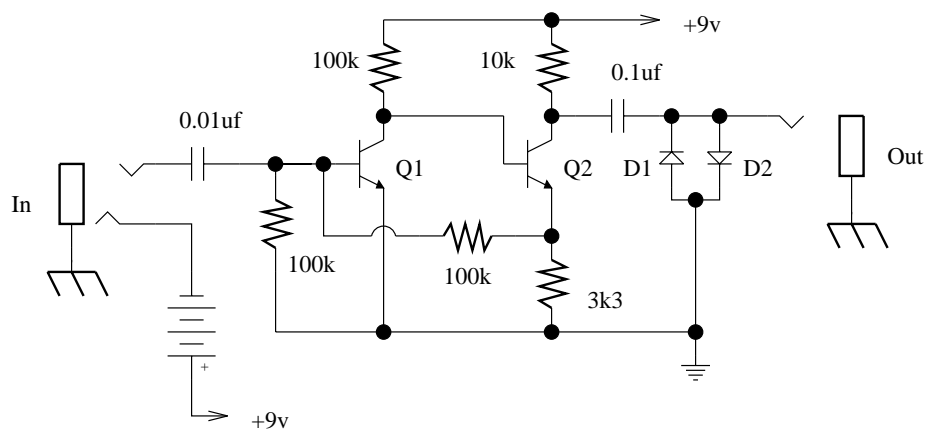 +9v
100k
10k
0.1uf
0.01uf
Q1
Q2
D1
D2
Out
In
100k
100k
3k3
+
+9v